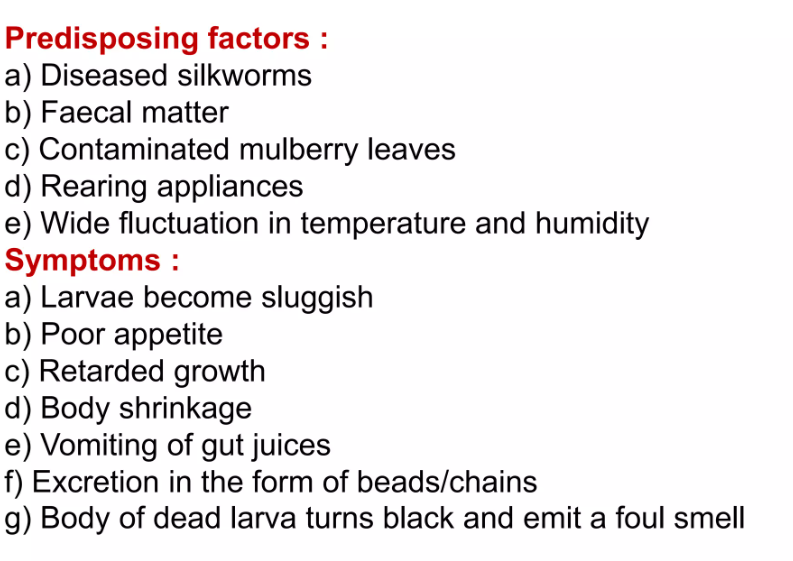 Predisposing factors :
a) Diseased silkworms
b) Faecal matter
c) Contaminated mulberry leaves
d) Rearing appliances
e) Wide fluctuation in temperature and humidity
Symptoms :
a) Larvae become sluggish
b) Poor appetite
c) Retarded growth
d) Body shrinkage
e) Vomiting of gut juices
f) Excretion in the form of beads/chains
g) Body of dead larva turns black and emit a foul smell